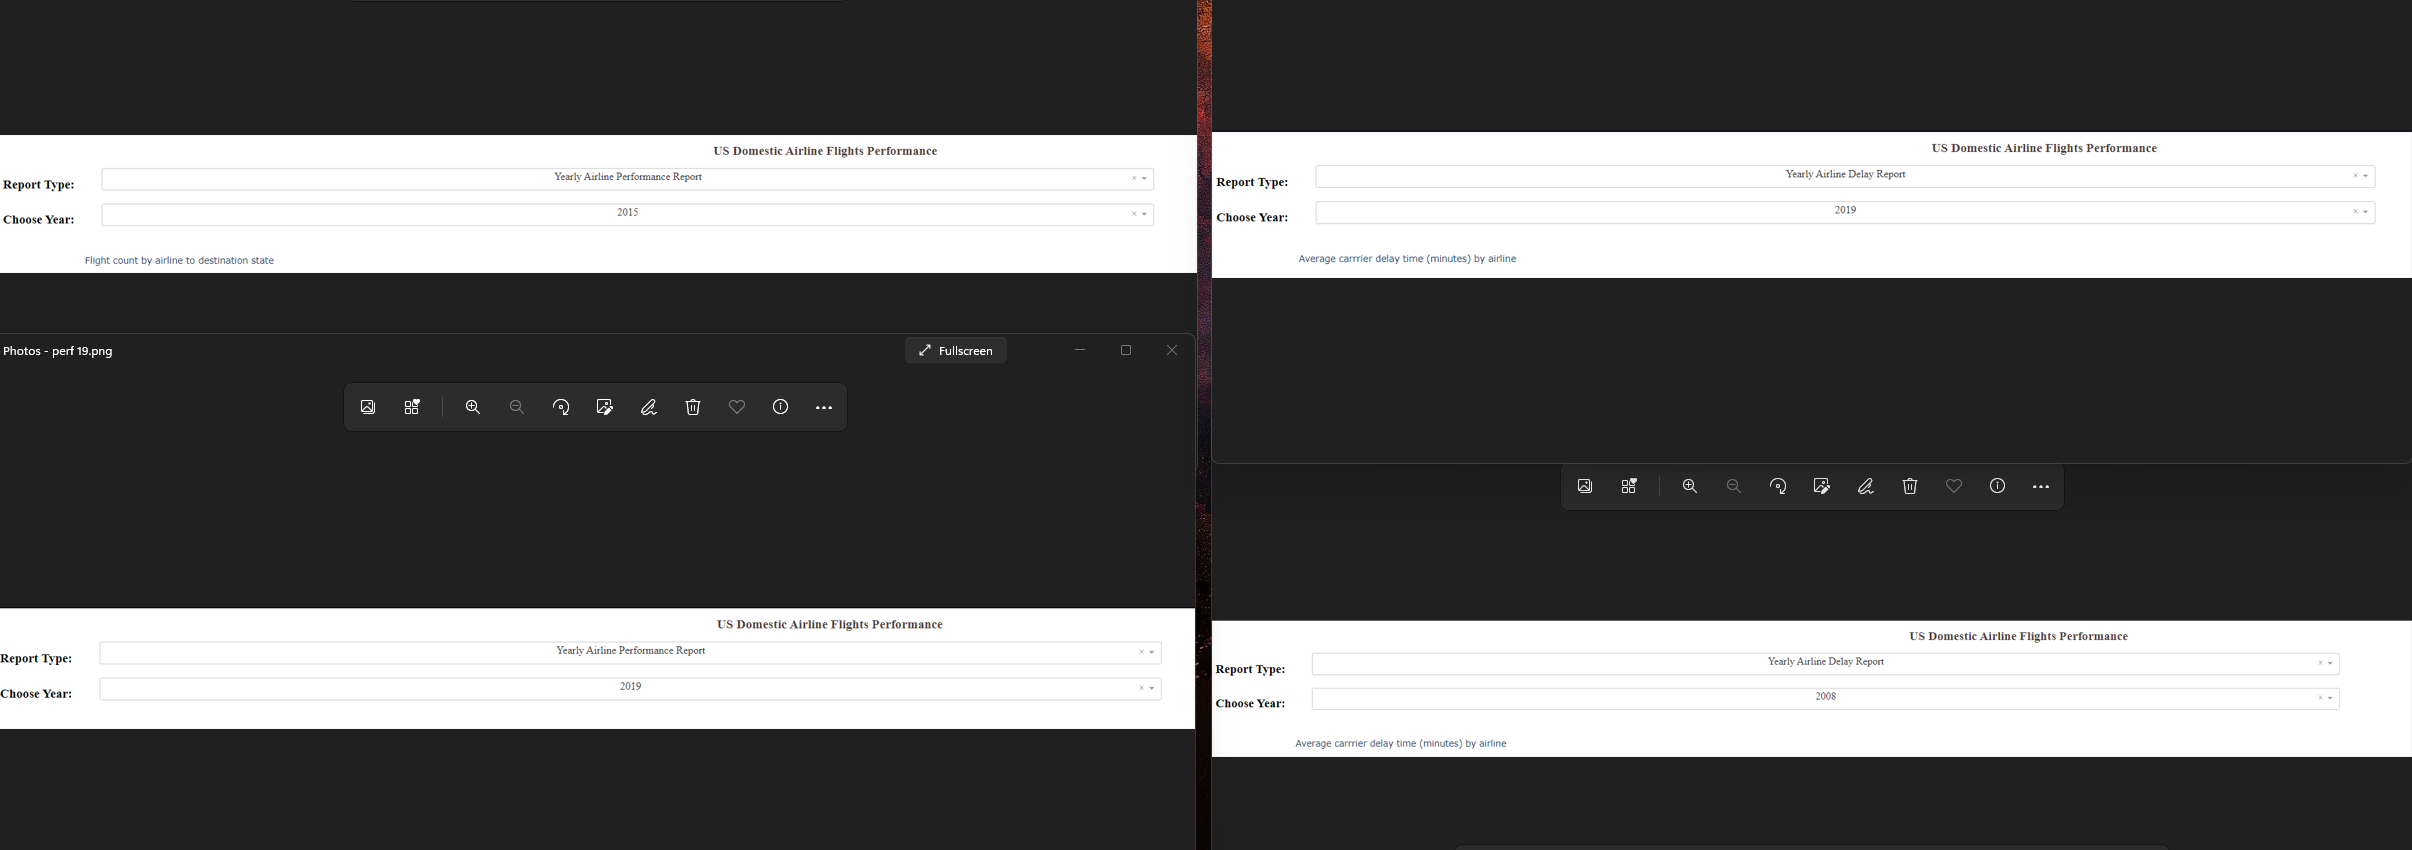 US Domestic Airline Flights Performance
Report Type:
Yearly Airline Performance Report
Choose Year:
2015
Flight count by airline to destination state
Photos - perf 19.png
Fullscreen
US Domestic Airline Flights Performance
Report Type:
Yearly Airline Performance Report
Choose Year:
2019
US Domestic Airline Flights Performance
Report Type:
Yearly Airline Delay Report
Choose Year:
2019
Average carrrier delay time (minutes) by airline
US Domestic Airline Flights Performance
Report Type:
Yearly Airline Delay Report
Choose Year:
2008
Average carrrier delay time (minutes) by airline